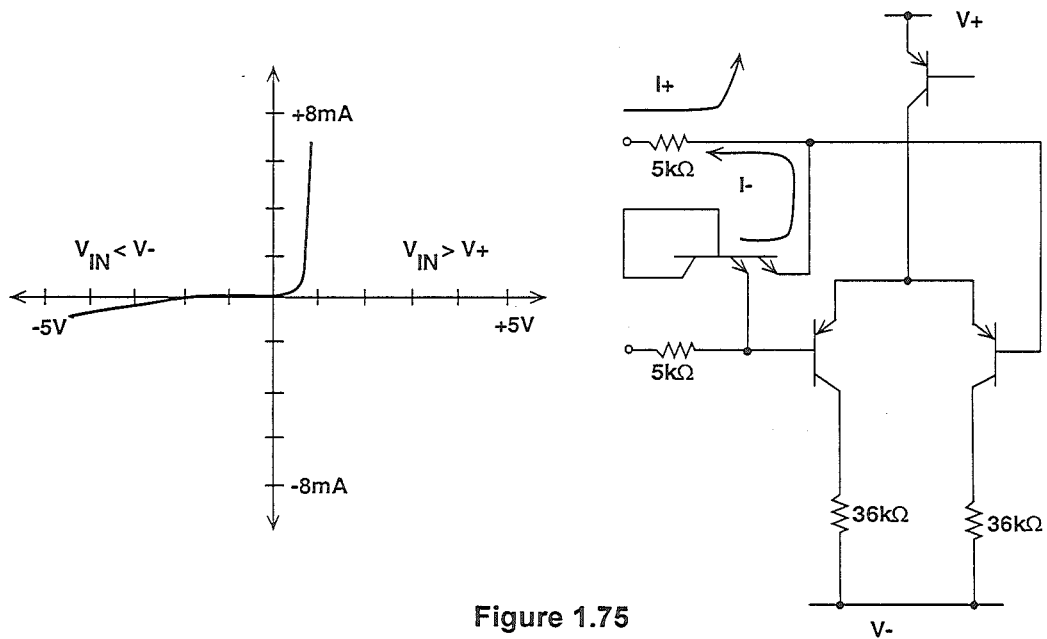 +8mA
V_IN < V-
V_IN > V+
-5V
+5V
-8mA
V+
I+
5kΩ
I-
5kΩ
36kΩ
36kΩ
V-
Figure 1.75